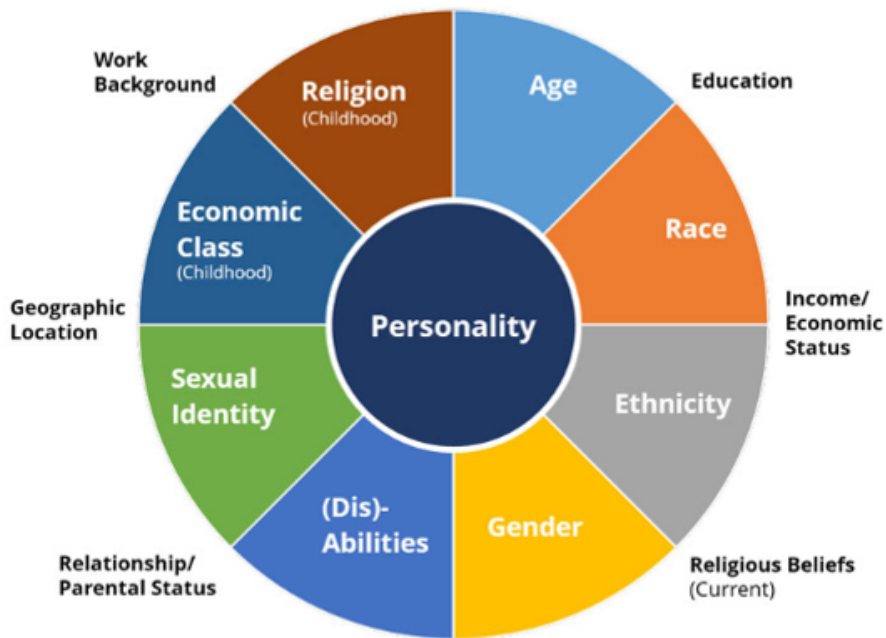 Work
Background
Religion
(Childhood)
Age
Education
Economic
Class
(Childhood)
Race
Geographic
Location
Personality
Income/
Economic
Status
Sexual
Identity
Ethnicity
(Dis)-
Abilities
Gender
Relationship/
Parental Status
Religious Beliefs
(Current)